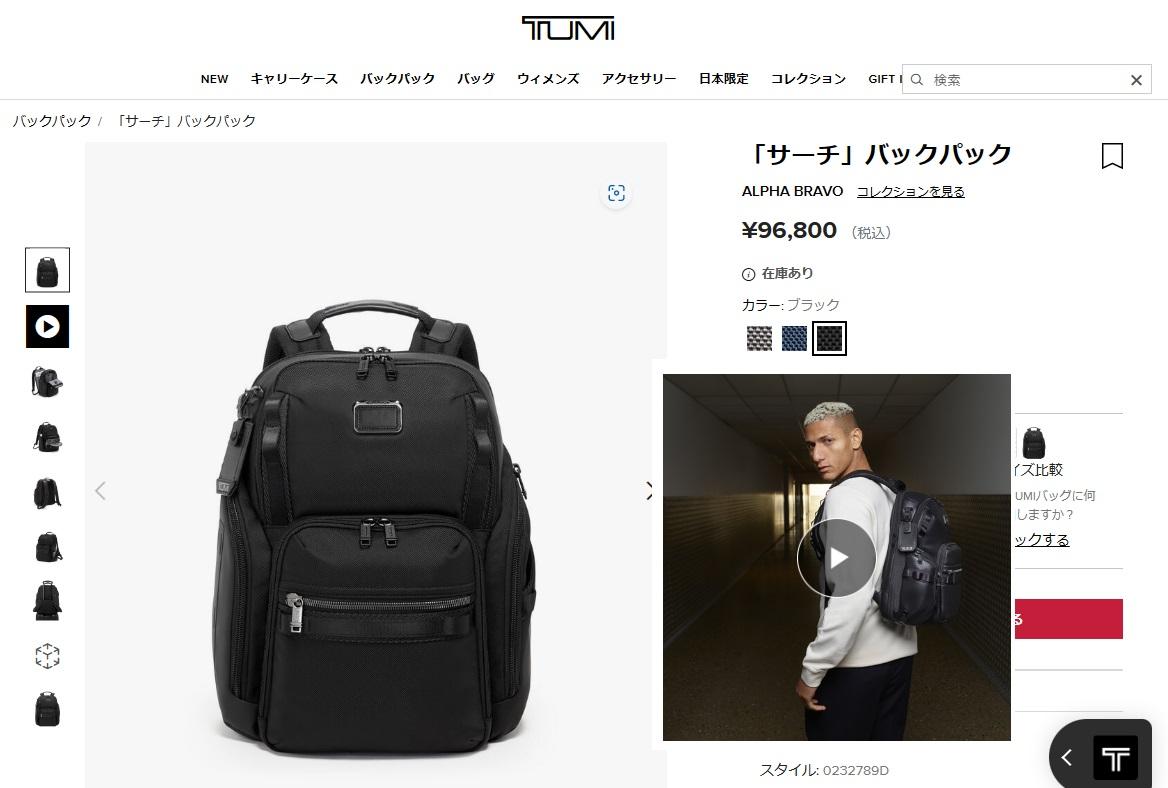 TUMI
NEW キャリーケース バックパック バッグ ウィメンズ アクセサリー 日本限定 コレクション GIFT 検索
バックパック / 「サーチ」バックパック
「サーチ」バックパック
ALPHA BRAVO コレクションを見る
¥96,800 (税込)
在庫あり
カラー: ブラック
イズ比較
UMIバッグに何
しますか？
ックする
る
スタイル: 0232789D